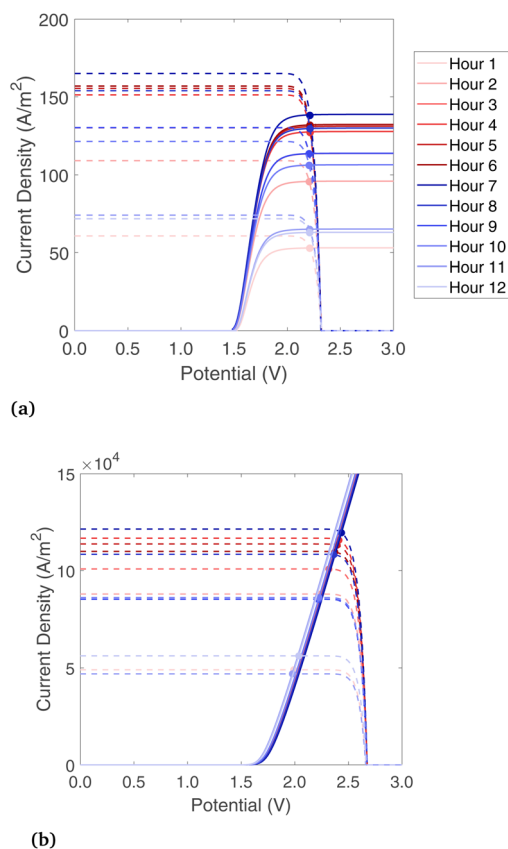 200
150
100
50
0
Current Density (A/m²)
0.0 0.5 1.0 1.5 2.0 2.5 3.0
Potential (V)
Hour 1
Hour 2
Hour 3
Hour 4
Hour 5
Hour 6
Hour 7
Hour 8
Hour 9
Hour 10
Hour 11
Hour 12
(a)
×10⁴
15
10
5
0
Current Density (A/m²)
0.0 0.5 1.0 1.5 2.0 2.5 3.0
Potential (V)
(b)